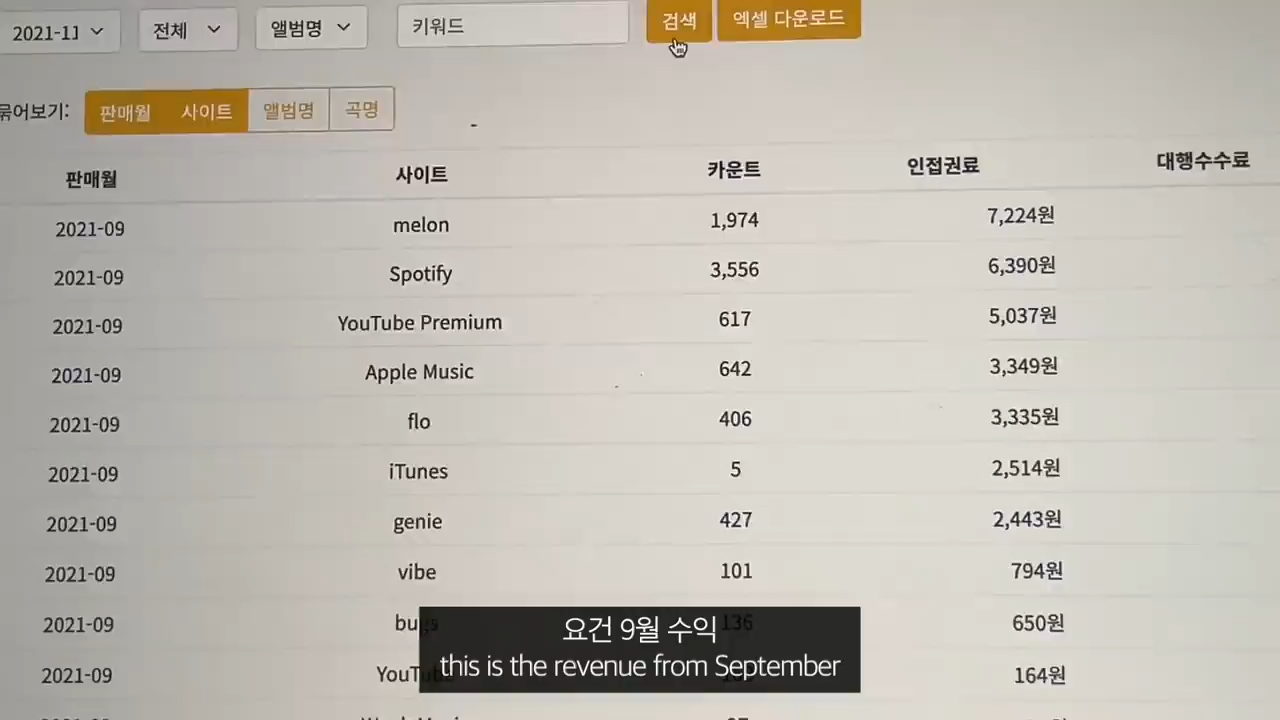 2021-11 전체 앨범명 키워드 검색 엑셀 다운로드
묶어보기: 판매월 사이트 앨범명 곡명
판매월 사이트 카운트 인접권료 대행수수료
2021-09 melon 1,974 7,224원
2021-09 Spotify 3,556 6,390원
2021-09 YouTube Premium 617 5,037원
2021-09 Apple Music 642 3,349원
2021-09 flo 406 3,335원
2021-09 iTunes 5 2,514원
2021-09 genie 427 2,443원
2021-09 vibe 101 794원
2021-09 bugs 136 650원
2021-09 YouTube 164원
요건 9월 수익
this is the revenue from September